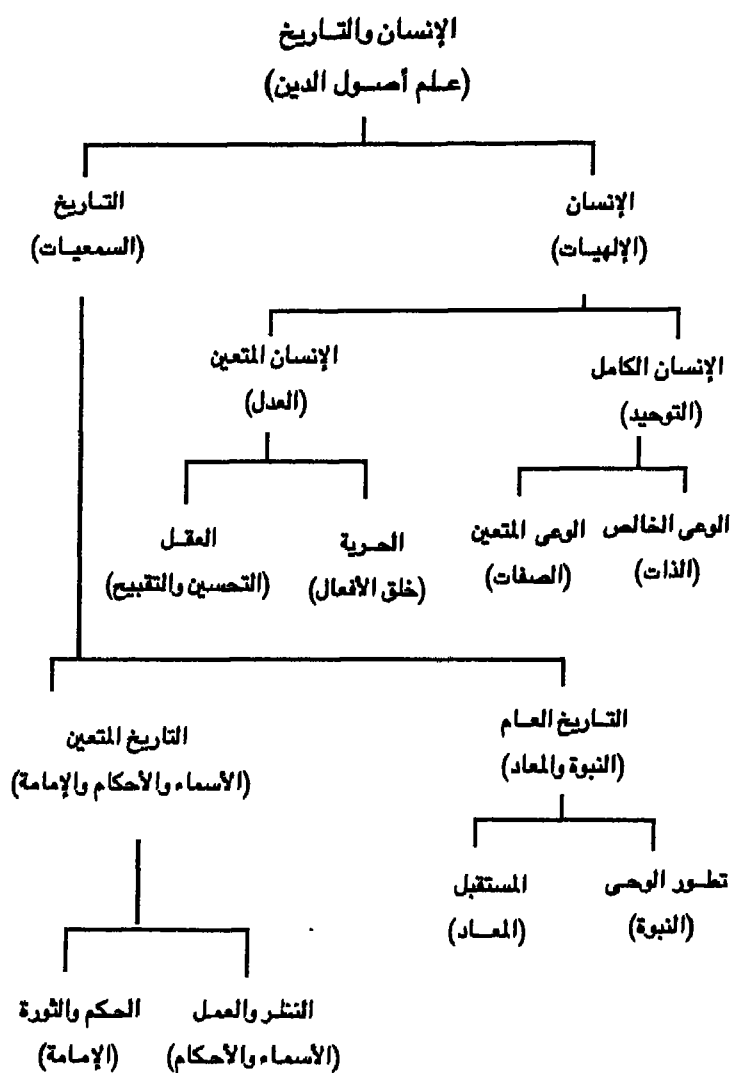 الإنسان والتاريخ
(علم أصول الدين)
الإنسان
(الإلهيات)
التاريخ
(السمعيات)
الإنسان الكامل
(التوحيد)
الإنسان المتعين
(العدل)
الوعى الخالص
(الذات)
الوعى المتعين
(الصفات)
الحرية
(خلق الأفعال)
العقل
(التحسين والتقبيح)
التاريخ العام
(النبوة والمعاد)
التاريخ المتعين
(الأسماء والأحكام والإمامة)
تطور الوحى
(النبوة)
المستقبل
(المعاد)
النظر والعمل
(الأسماء والأحكام)
الحكم والثورة
(الإمامة)